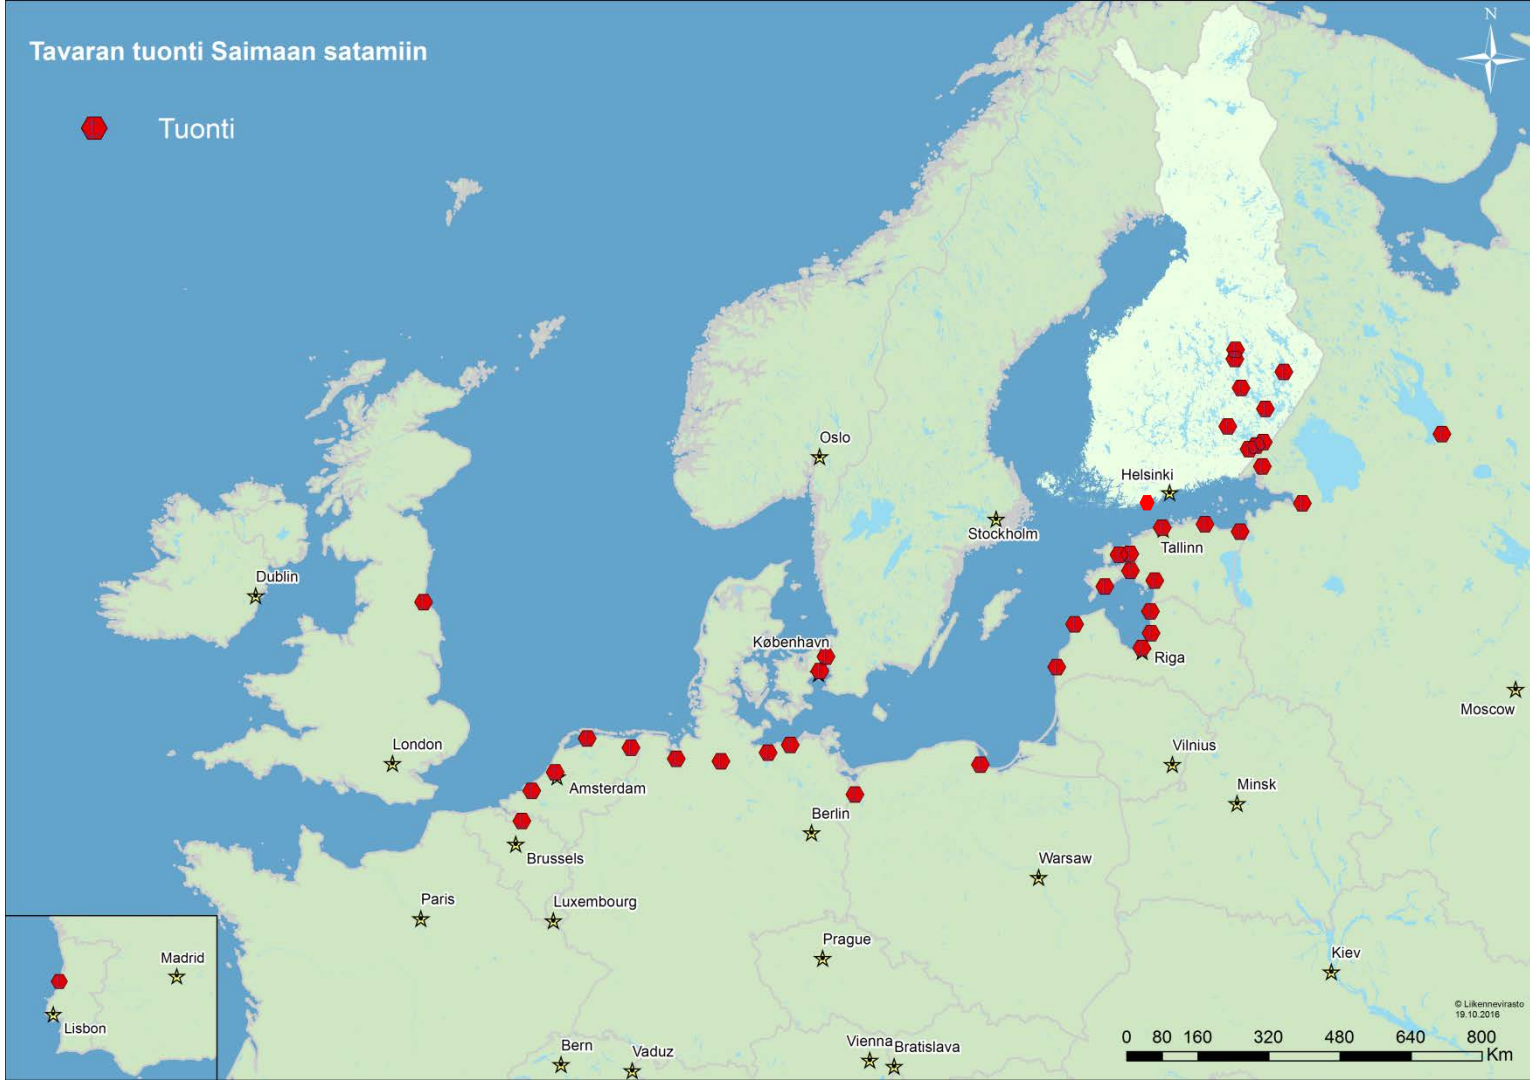 Tavaran tuonti Saimaan satamiin
N
Tuonti
Oslo
Helsinki
Stockholm
Tallinn
Dublin
København
Riga
Moscow
London
Vilnius
Amsterdam
Minsk
Berlin
Brussels
Warsaw
Paris
Luxembourg
Prague
Madrid
Kiev
Lisbon
© Liikennevirasto
19.10.2016
Bern
Vaduz
Vienna
Bratislava
0 80 160 320 480 640 800
Km